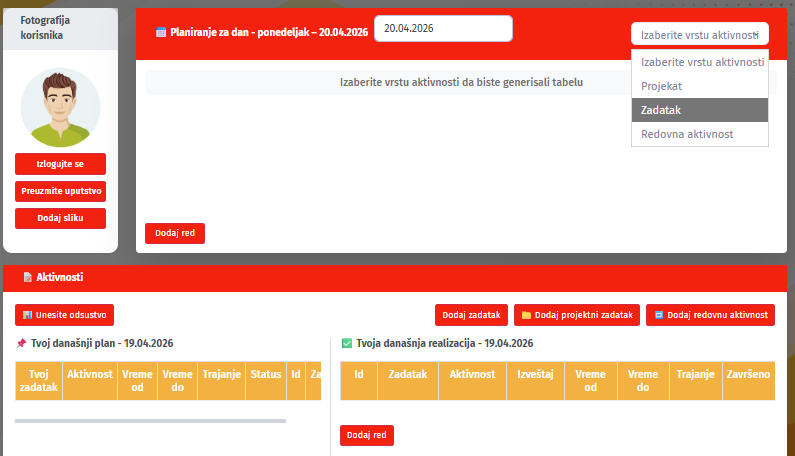 Fotografija
korisnika
Izlogujte se
Preuzmite uputstvo
Dodaj sliku
Planiranje za dan - ponedeljak – 20.04.2026
20.04.2026
Izaberite vrstu aktivnosti
Izaberite vrstu aktivnosti
Projekat
Zadatak
Redovna aktivnost
Izaberite vrstu aktivnosti da biste generisali tabelu
Dodaj red
Aktivnosti
Unesite odsustvo
Dodaj zadatak
Dodaj projektni zadatak
Dodaj redovnu aktivnost
Tvoj današnji plan - 19.04.2026
Tvoj zadatak Aktivnost Vreme od Vreme do Trajanje Status Id Za
Tvoja današnja realizacija - 19.04.2026
Id Zadatak Aktivnost Izveštaj Vreme od Vreme do Trajanje Završeno
Dodaj red